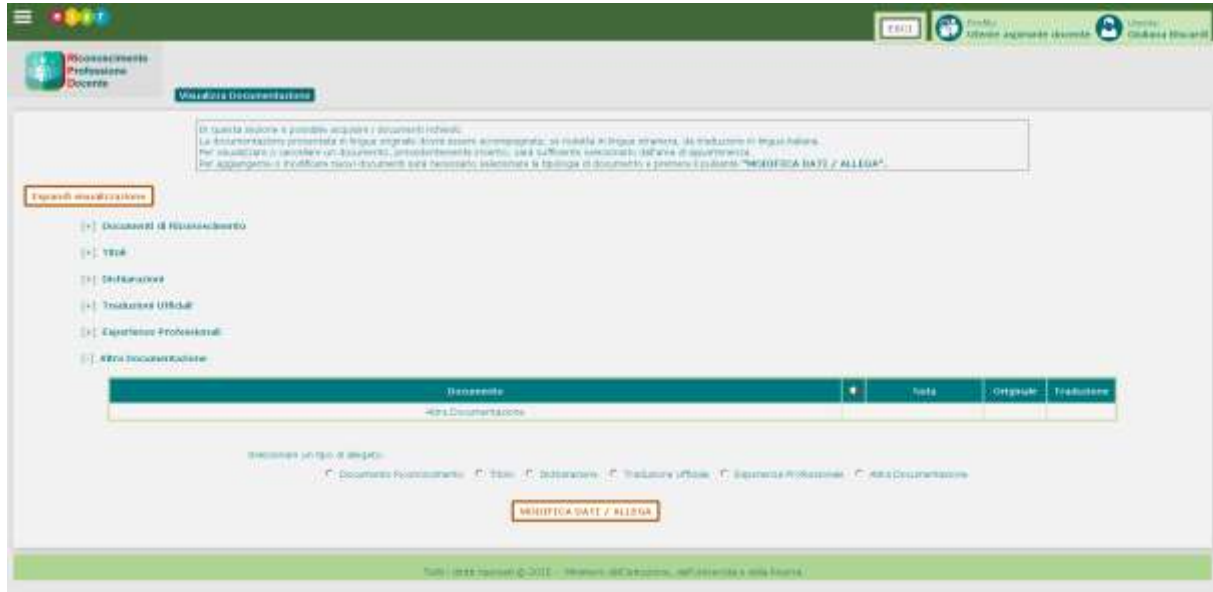 ESCI
Profilo
Utente aspirante docente
Utente
Riconoscimento
Professione
Docente
Visualizza Documentazione
In questa sezione è possibile acquisire i documenti richiesti.
La documentazione presentata in lingua originale dovrà essere accompagnata, se redatta in lingua straniera, da traduzione in lingua italiana.
Per visualizzare o cancellare un documento, precedentemente inserito, sarà sufficiente selezionarlo dall'area di appartenenza.
Per aggiungere o modificare nuovi documenti sarà necessario selezionare la tipologia di documento e premere il pulsante "MODIFICA DATI / ALLEGA".
Espandi visualizzazione
[+] Documenti di Riconoscimento
[+] Titoli
[+] Dichiarazioni
[+] Traduzioni Ufficiali
[+] Esperienze Professionali
[-] Altra Documentazione
Documento Nota Originale Traduzione
Altra Documentazione
Selezionare un tipo di allegato:
Documento Riconoscimento Titolo Dichiarazione Traduzione Ufficiale Esperienza Professionale Altra Documentazione
MODIFICA DATI / ALLEGA
Tutti i diritti riservati © - Ministero dell'Istruzione, dell'Università e della Ricerca